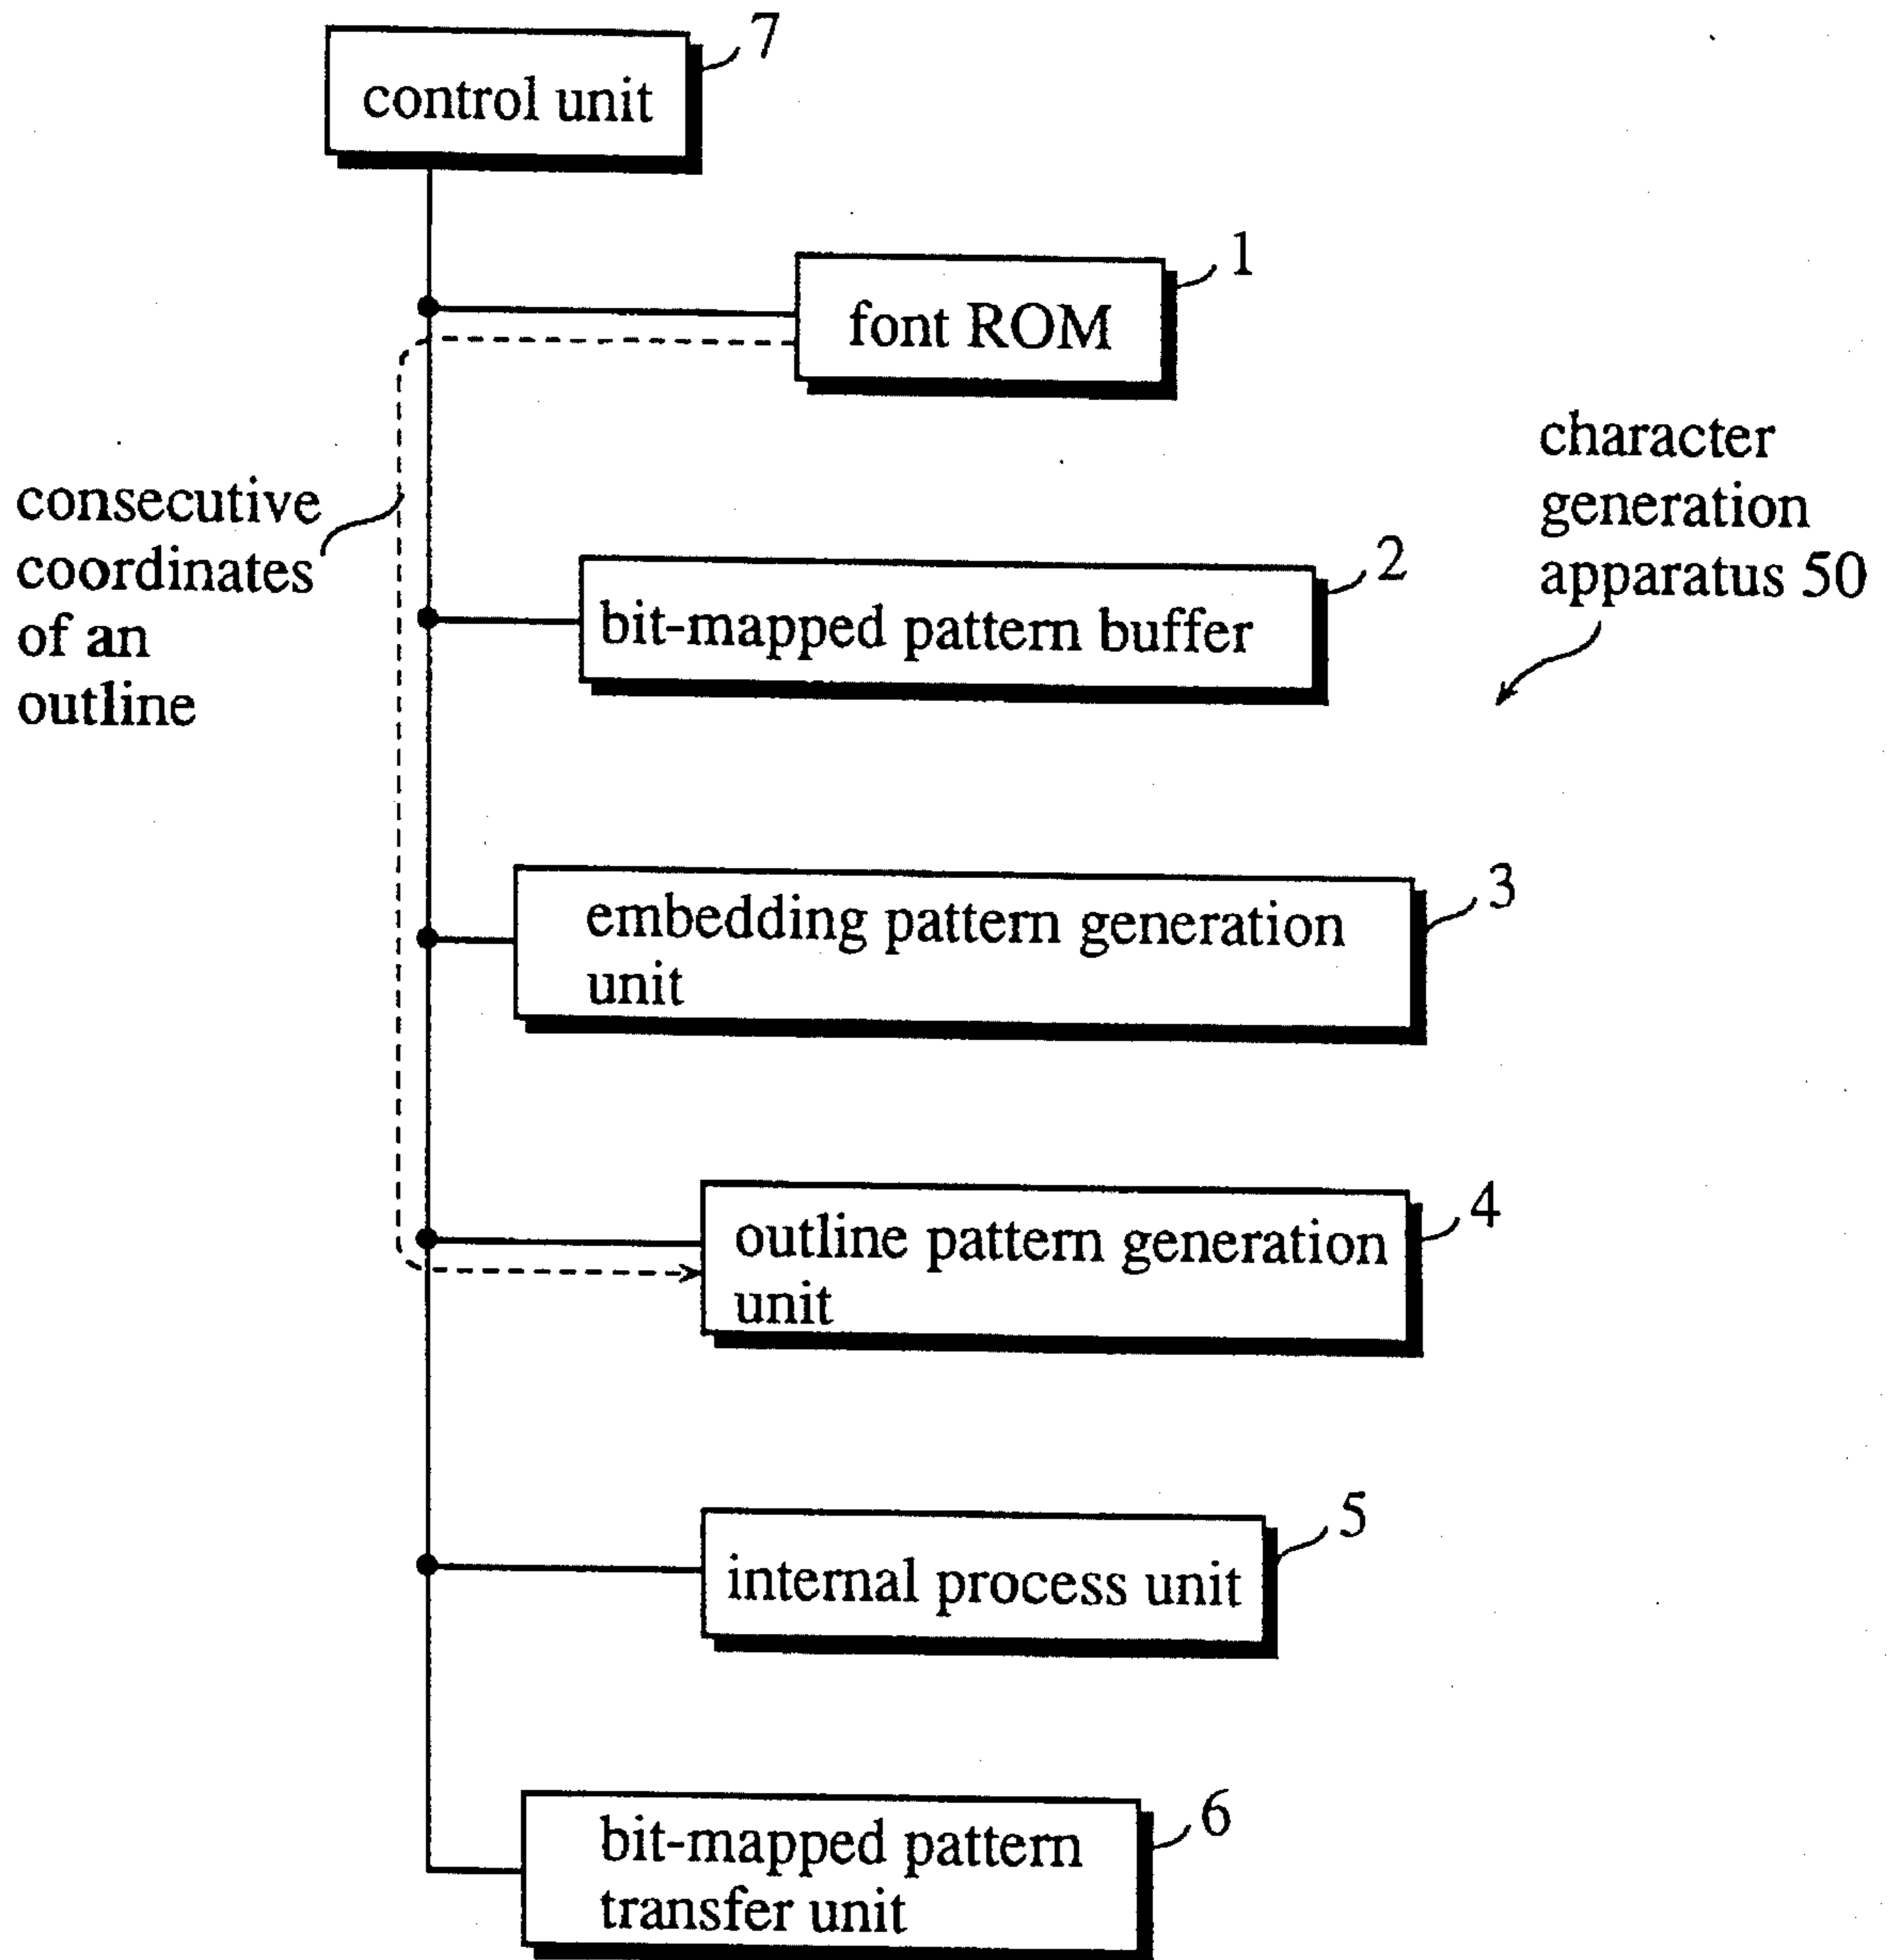 7
control unit
1
font ROM
consecutive
coordinates
of an
outline
character
generation
apparatus 50
2
bit-mapped pattern buffer
3
embedding pattern generation
unit
4
outline pattern generation
unit
5
internal process unit
6
bit-mapped pattern
transfer unit